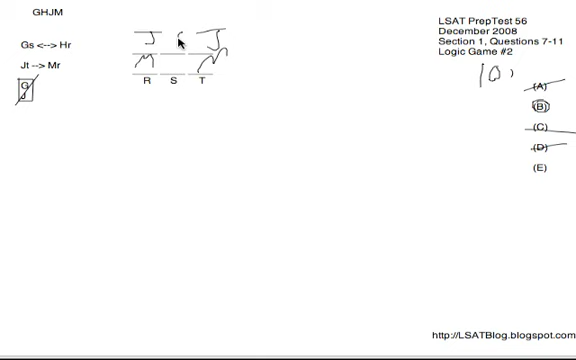 GHJM
Gs <--> Hr
Jt --> Mr
G
J
J J
M M
R S T
LSAT PrepTest 56
December 2008
Section 1, Questions 7-11
Logic Game #2
10)
(A)
(B)
(C)
(D)
(E)
http://LSATBlog.blogspot.com